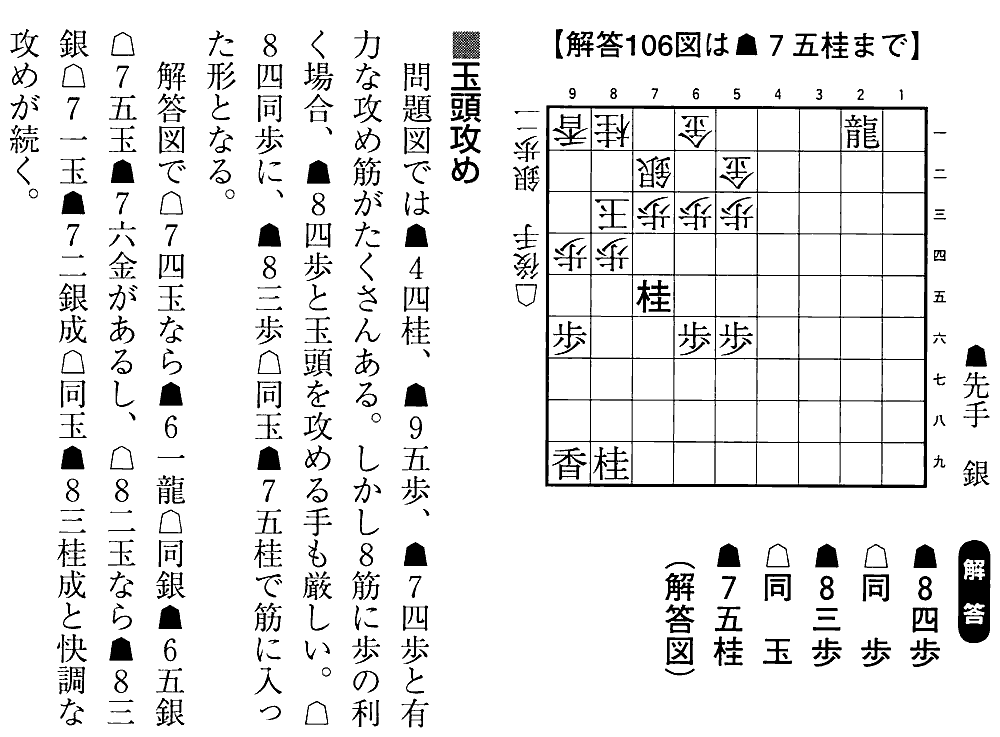 【解答106図は☗７五桂まで】
9 8 7 6 5 4 3 2 1
香 桂 金 龍 一
銀 金 二
王 歩 歩 歩 三
歩 歩 四
桂 五
歩 歩 歩 六
七
八
香 桂 九
☖後手 銀歩二
☗先手 銀
解答
☗８四歩
☖同 歩
☗８三歩
☖同 玉
☗７五桂
（解答図）
■玉頭攻め
問題図では☗４四桂、☗９五歩、☗７四歩と有
力な攻め筋がたくさんある。しかし８筋に歩の利
く場合、☗８四歩と玉頭を攻める手も厳しい。☖
８四同歩に、☗８三歩☖同玉☗７五桂で筋に入っ
た形となる。
解答図で☖７四玉なら☗６一龍☖同銀☗６五銀
☖７五玉☗７六金があるし、☖８二玉なら☗８三
銀☖７一玉☗７二銀成☖同玉☗８三桂成と快調な
攻めが続く。